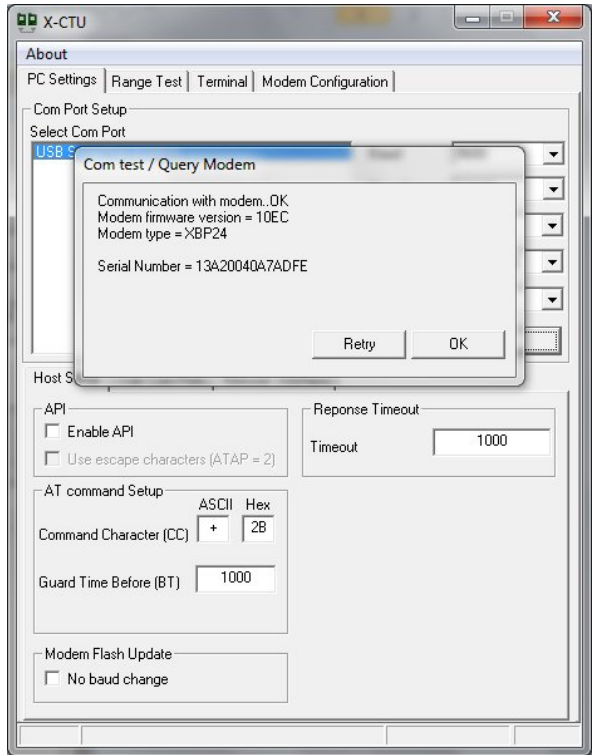 X-CTU
About
PC Settings
Range Test
Terminal
Modem Configuration
Com Port Setup
Select Com Port
USB S
Com test / Query Modem
Communication with modem..OK
Modem firmware version = 10EC
Modem type = XBP24
Serial Number = 13A20040A7ADFE
Retry
OK
Host S
API
Enable API
Use escape characters (ATAP = 2)
Reponse Timeout
Timeout
1000
AT command Setup
ASCII Hex
Command Character (CC) + 2B
Guard Time Before (BT) 1000
Modem Flash Update
No baud change